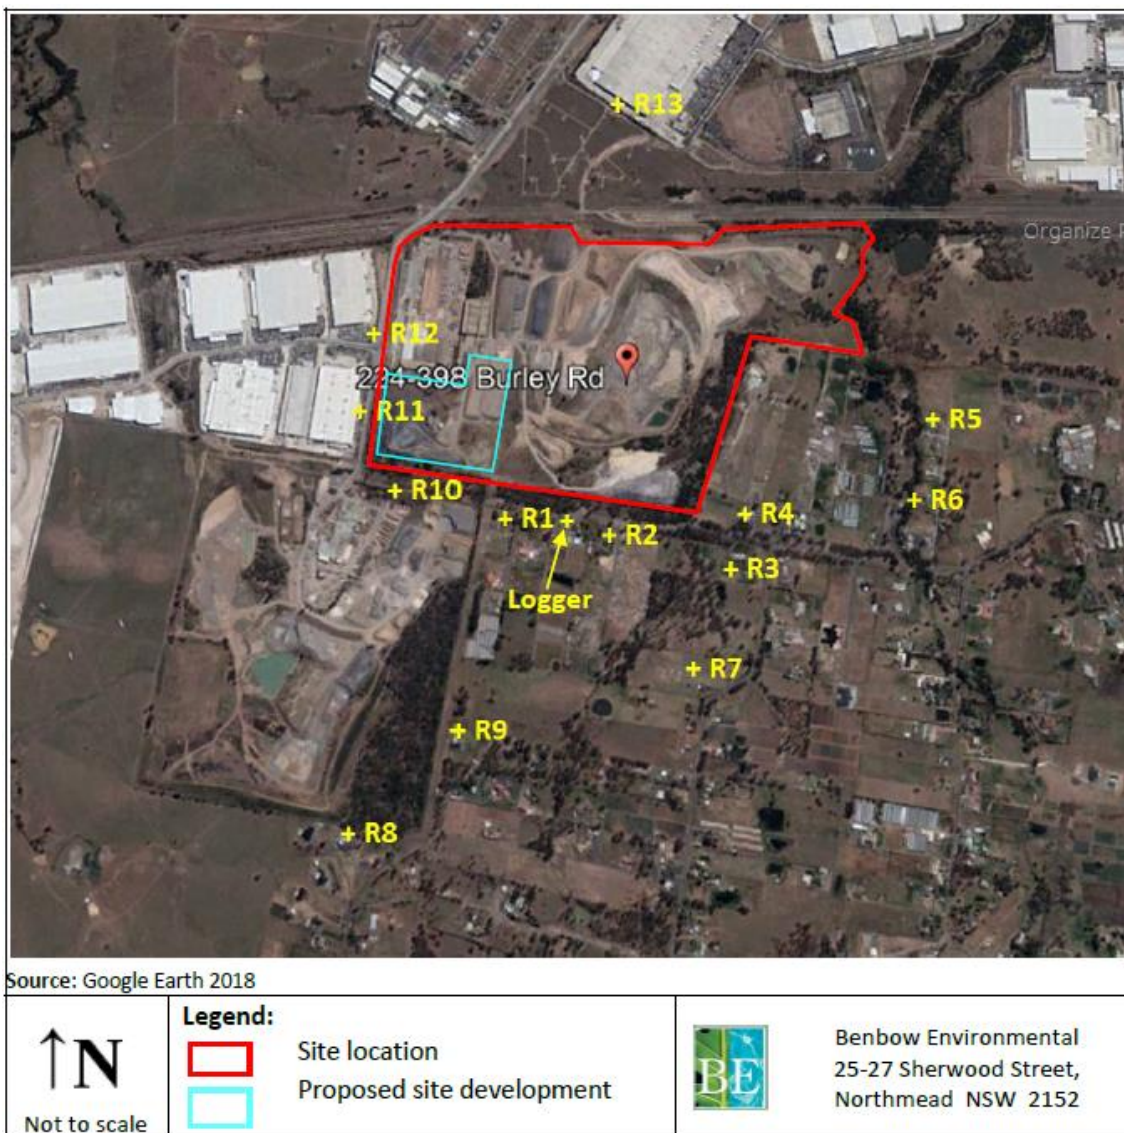 + R13
Organize
+ R12
224-398 Burley Rd
+ R11
+ R5
+ R10
+ R6
+ R1 +
+ R2
+ R4
+ R3
Logger
+ R7
+ R9
+ R8
Source: Google Earth 2018
↑N
Not to scale
Legend:
Site location
Proposed site development
BE
Benbow Environmental
25-27 Sherwood Street,
Northmead NSW 2152